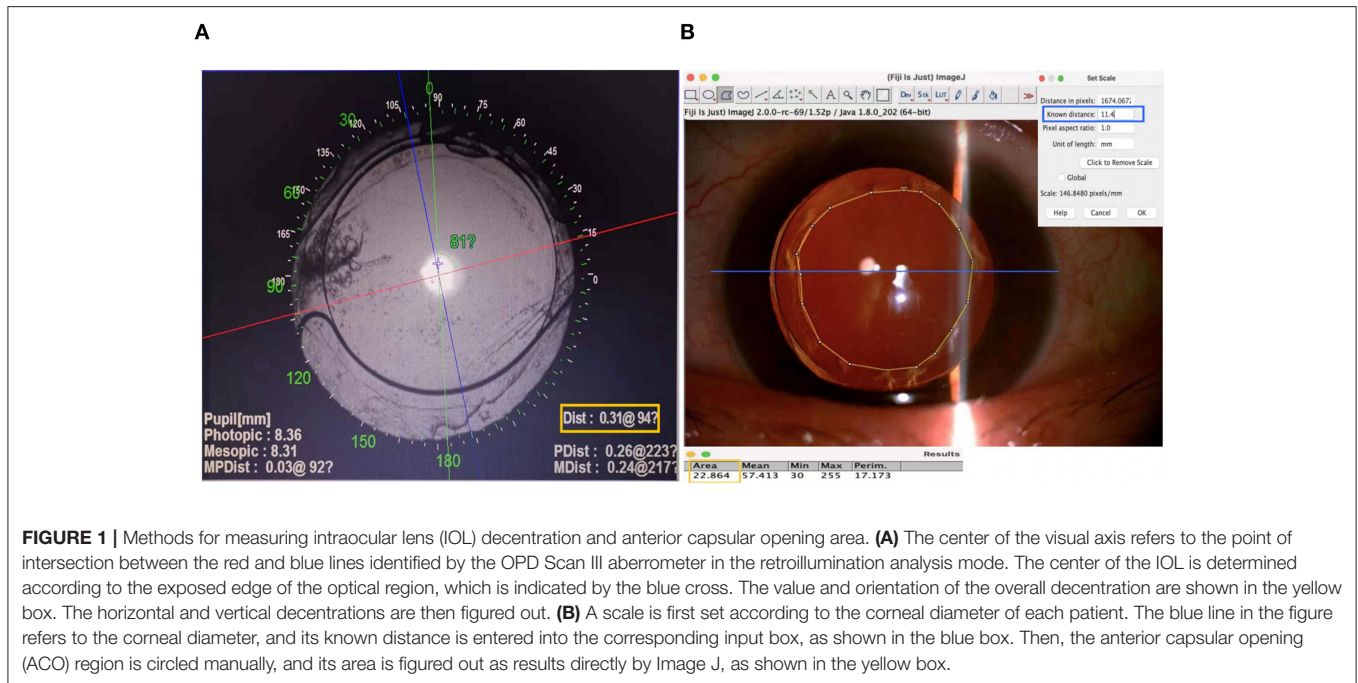 A
B
0
30
60
90
120
150
180
105
90
75
120
60
135
45
150
30
165
15
180
0
81?
Pupil[mm]
Photopic : 8.36
Mesopic : 8.31
MPDist : 0.03@ 92?
Dist : 0.31@ 94?
PDist : 0.26@223?
MDist : 0.24@217?
(Fiji Is Just) ImageJ
Dev Stk LUT
(Fiji Is Just) ImageJ 2.0.0-rc-69/1.52p / Java 1.8.0_202 (64-bit)
Set Scale
Distance in pixels: 1674.067
Known distance: 11.4
Pixel aspect ratio: 1.0
Unit of length: mm
Click to Remove Scale
Global
Scale: 146.8480 pixels/mm
Help Cancel OK
Results
Area Mean Min Max Perim.
22.864 57.413 30 255 17.173
FIGURE 1 | Methods for measuring intraocular lens (IOL) decentration and anterior capsular opening area. (A) The center of the visual axis refers to the point of
intersection between the red and blue lines identified by the OPD Scan III aberrometer in the retroillumination analysis mode. The center of the IOL is determined
according to the exposed edge of the optical region, which is indicated by the blue cross. The value and orientation of the overall decentration are shown in the yellow
box. The horizontal and vertical decentrations are then figured out. (B) A scale is first set according to the corneal diameter of each patient. The blue line in the figure
refers to the corneal diameter, and its known distance is entered into the corresponding input box, as shown in the blue box. Then, the anterior capsular opening
(ACO) region is circled manually, and its area is figured out as results directly by Image J, as shown in the yellow box.